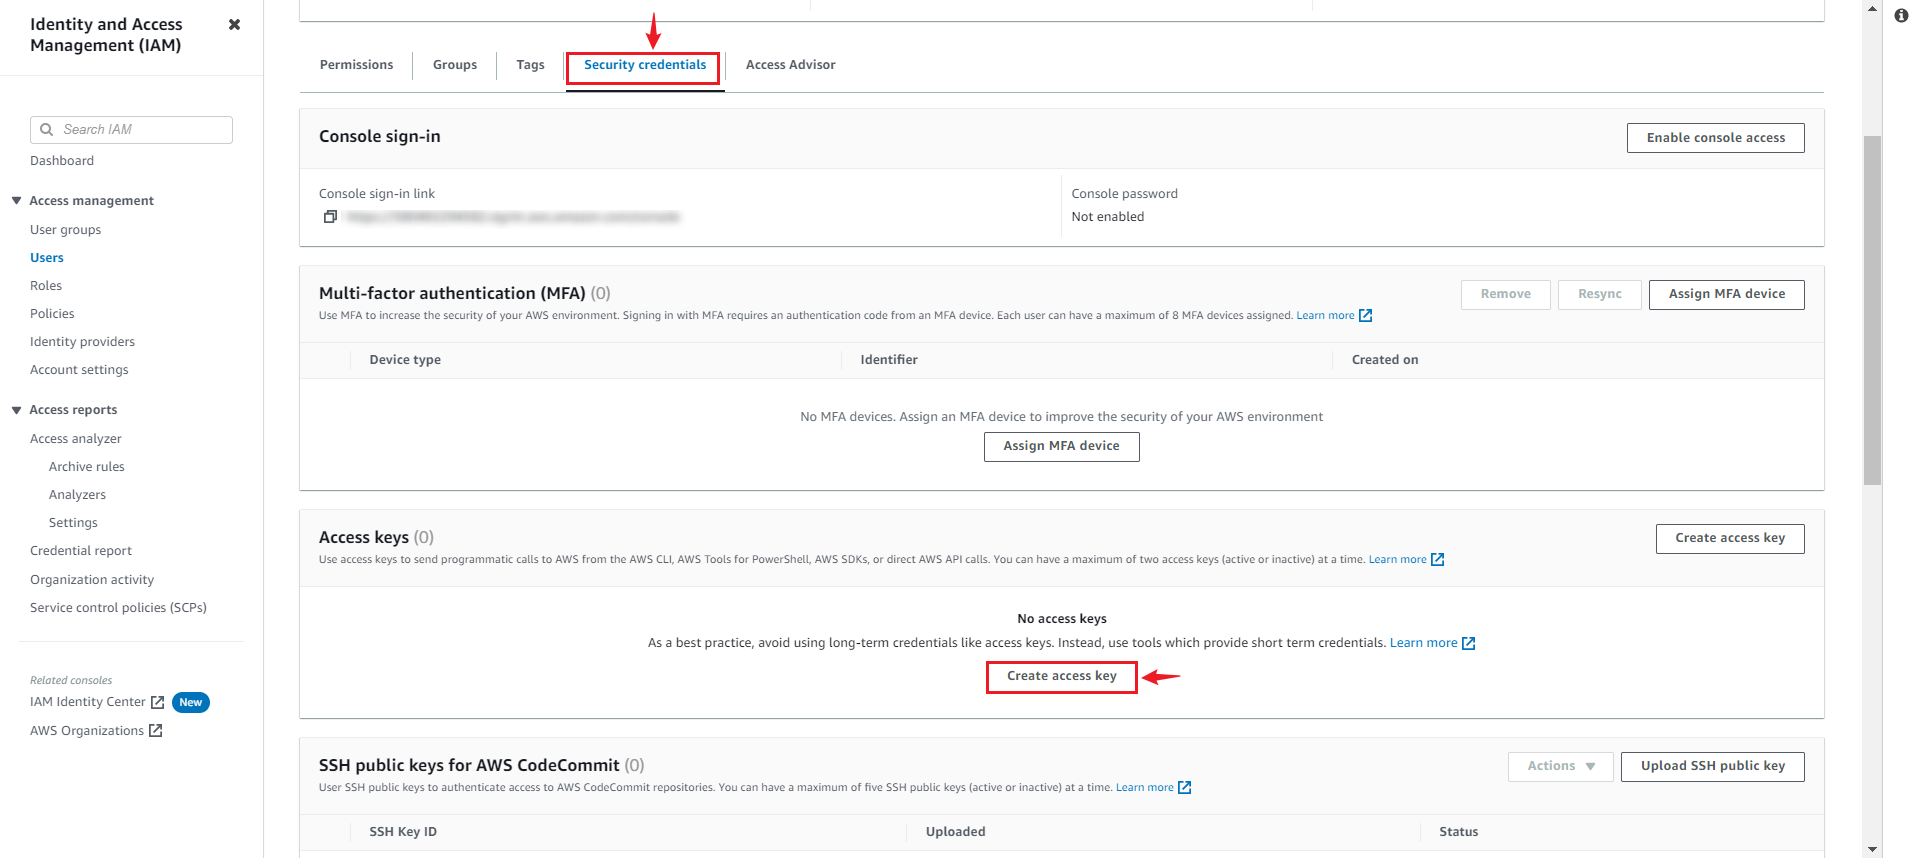 Identity and Access
Management (IAM)
Search IAM
Dashboard
Access management
User groups
Users
Roles
Policies
Identity providers
Account settings
Access reports
Access analyzer
Archive rules
Analyzers
Settings
Credential report
Organization activity
Service control policies (SCPs)
Related consoles
IAM Identity Center New
AWS Organizations
Permissions Groups Tags Security credentials Access Advisor
Console sign-in
Enable console access
Console sign-in link
Console password
Not enabled
Multi-factor authentication (MFA) (0)
Remove Resync Assign MFA device
Use MFA to increase the security of your AWS environment. Signing in with MFA requires an authentication code from an MFA device. Each user can have a maximum of 8 MFA devices assigned. Learn more
Device type Identifier Created on
No MFA devices. Assign an MFA device to improve the security of your AWS environment
Assign MFA device
Access keys (0)
Create access key
Use access keys to send programmatic calls to AWS from the AWS CLI, AWS Tools for PowerShell, AWS SDKs, or direct AWS API calls. You can have a maximum of two access keys (active or inactive) at a time. Learn more
No access keys
As a best practice, avoid using long-term credentials like access keys. Instead, use tools which provide short term credentials. Learn more
Create access key
SSH public keys for AWS CodeCommit (0)
Actions Upload SSH public key
User SSH public keys to authenticate access to AWS CodeCommit repositories. You can have a maximum of five SSH public keys (active or inactive) at a time. Learn more
SSH Key ID Uploaded Status